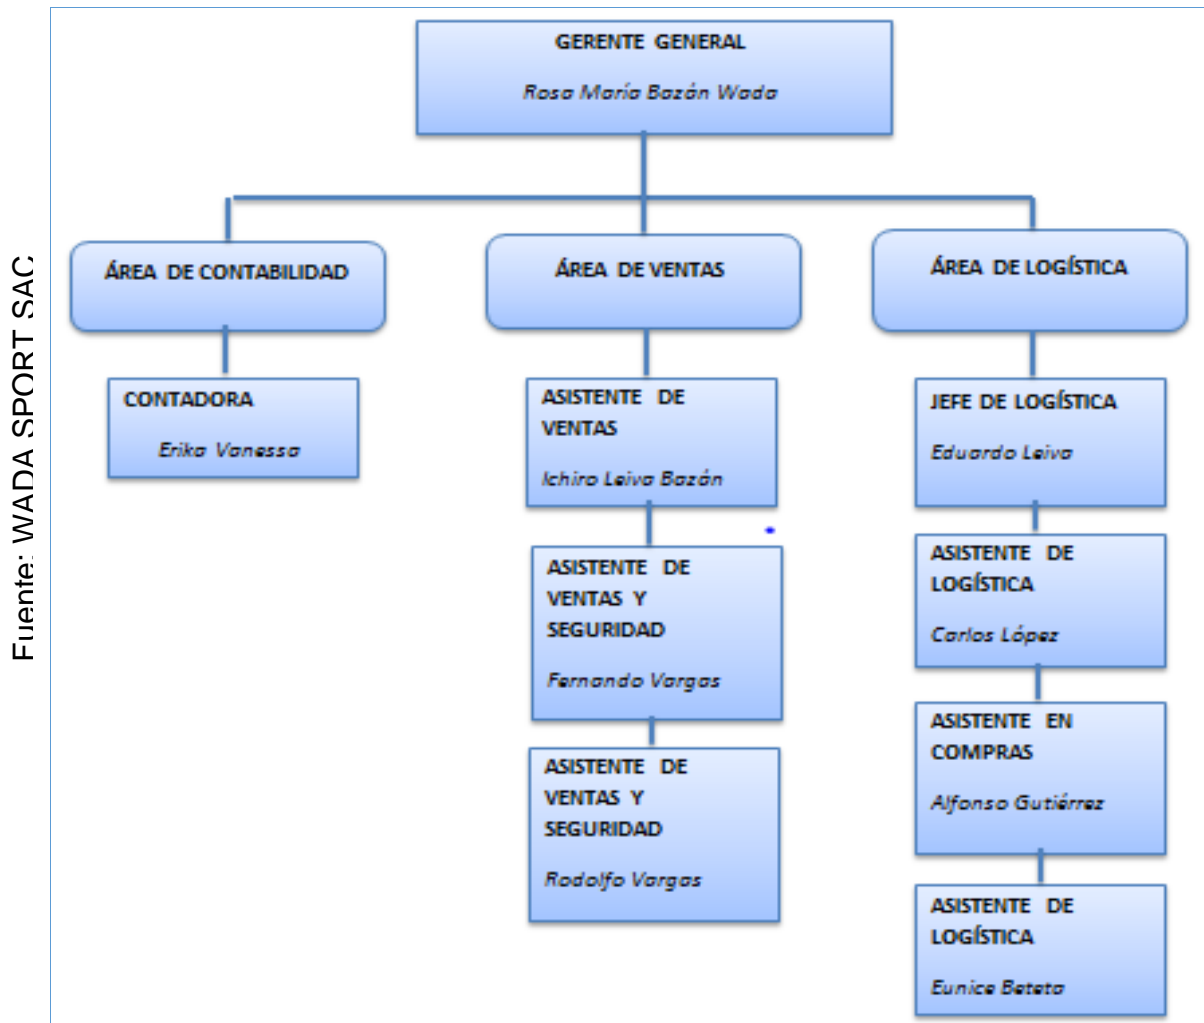 Fuente: WADA SPORT SAC
GERENTE GENERAL
Rosa María Bazán Wada
ÁREA DE CONTABILIDAD
CONTADORA
Erika Vanessa
ÁREA DE VENTAS
ASISTENTE DE
VENTAS
Ichiro Leiva Bazán
ASISTENTE DE
VENTAS Y
SEGURIDAD
Fernando Vargas
ASISTENTE DE
VENTAS Y
SEGURIDAD
Rodolfo Vargas
ÁREA DE LOGÍSTICA
JEFE DE LOGÍSTICA
Eduardo Leiva
ASISTENTE DE
LOGÍSTICA
Carlos López
ASISTENTE EN
COMPRAS
Alfonso Gutiérrez
ASISTENTE DE
LOGÍSTICA
Eunice Beteta